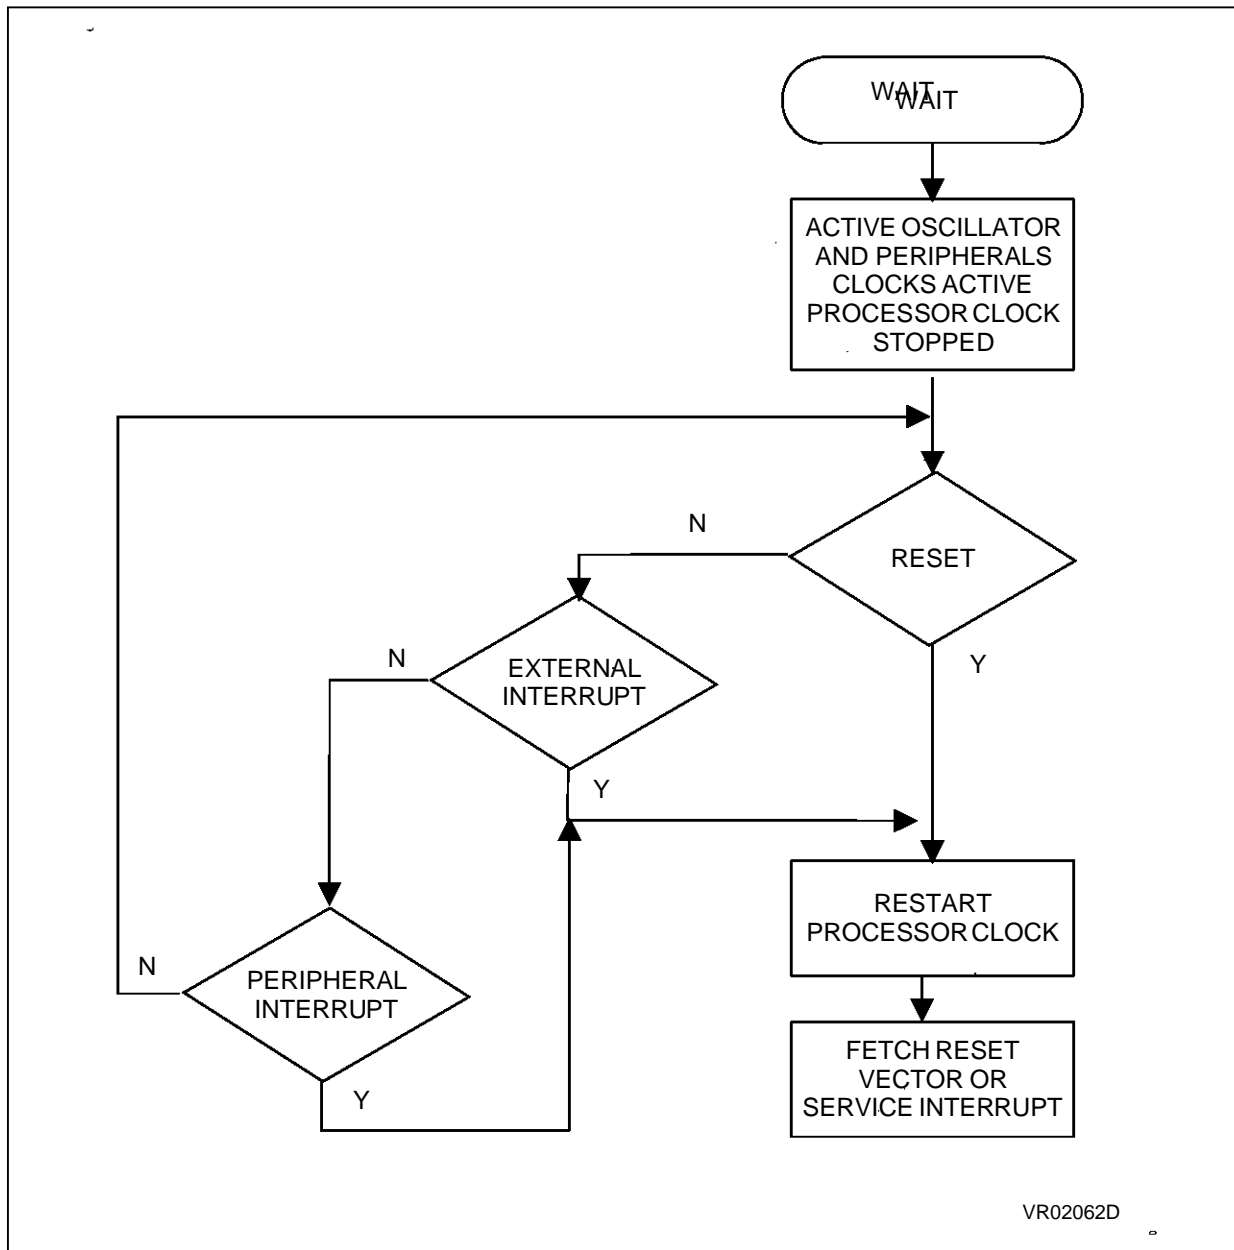 WAIT
WAIT
ACTIVE OSCILLATOR
AND PERIPHERALS
CLOCKS ACTIVE
PROCESSOR CLOCK
STOPPED
N
RESET
Y
N
EXTERNAL
INTERRUPT
Y
RESTART
PROCESSOR CLOCK
N
PERIPHERAL
INTERRUPT
Y
FETCH RESET
VECTOR OR
SERVICE INTERRUPT
VR02062D